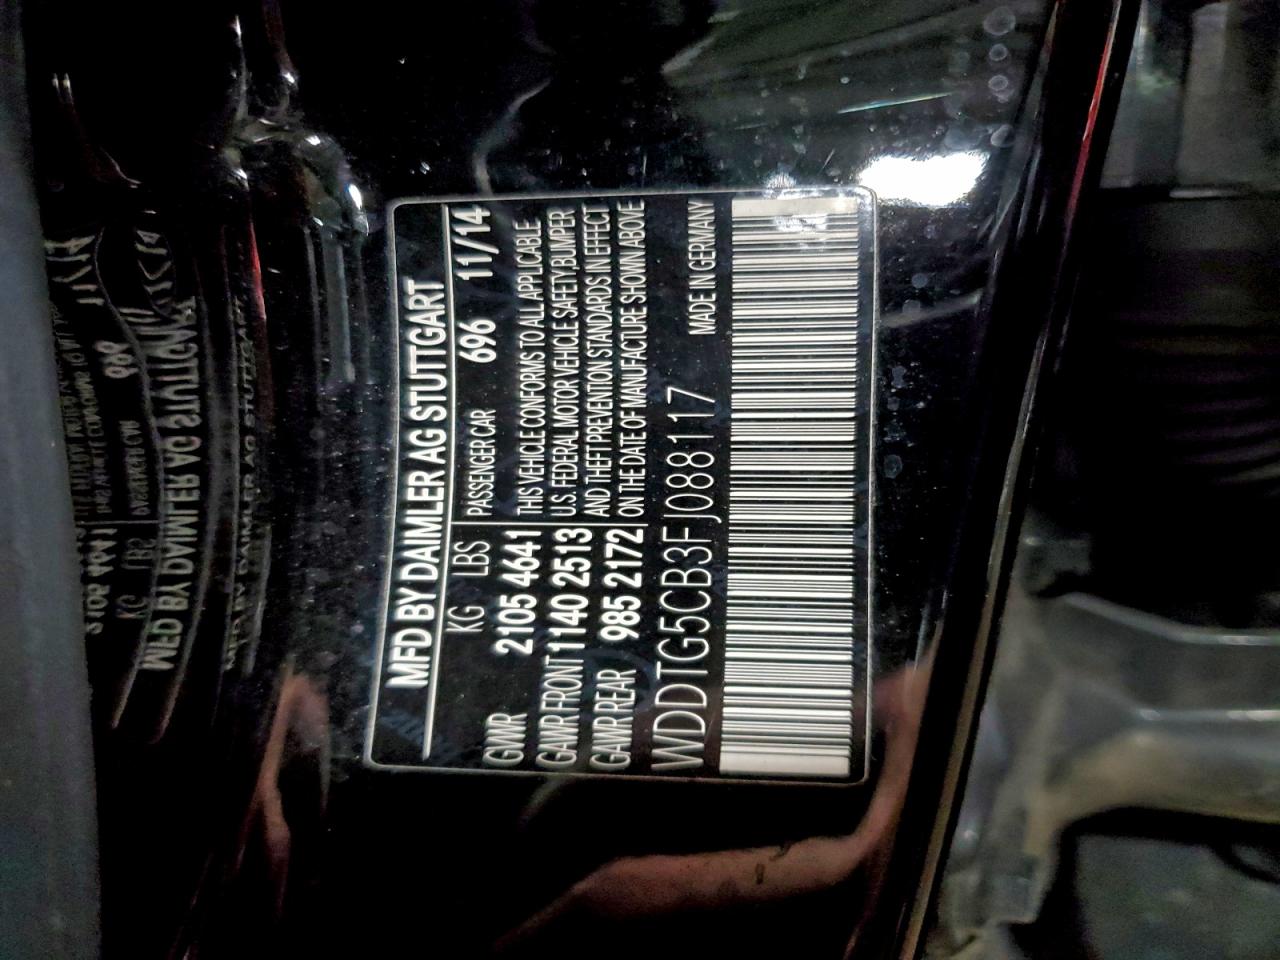 MFD BY DAIMLER AG STUTTGART
KG LBS PASSENGER CAR 696 11/14
GVWR 2105 4641 THIS VEHICLE CONFORMS TO ALL APPLICABLE
GAWR FRONT 1140 2513 U.S. FEDERAL MOTOR VEHICLE SAFETY,BUMPER
AND THEFT PREVENTION STANDARDS IN EFFECT
GAWR REAR 985 2172 ON THE DATE OF MANUFACTURE SHOWN ABOVE
WDDTG5CB3FJ088117 MADE IN GERMANY